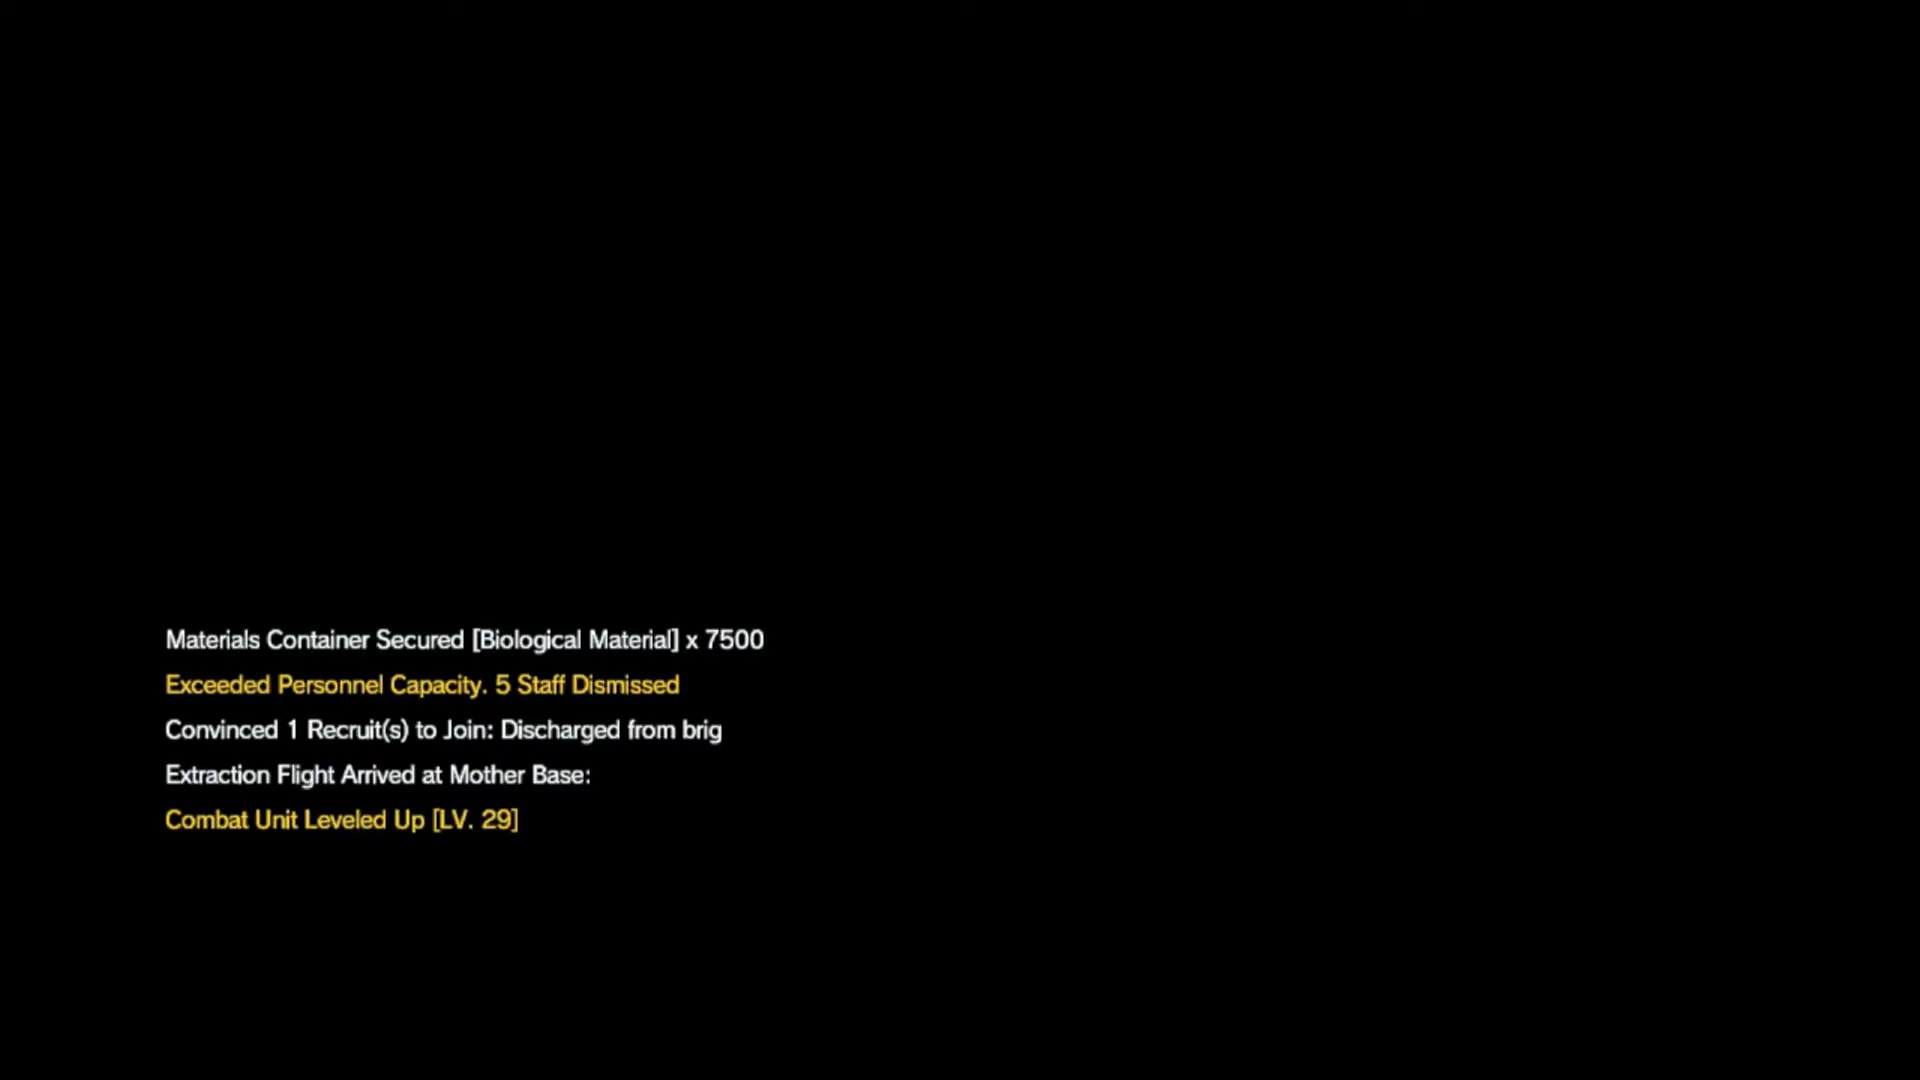 Materials Container Secured [Biological Material] x 7500
Exceeded Personnel Capacity. 5 Staff Dismissed
Convinced 1 Recruit(s) to Join: Discharged from brig
Extraction Flight Arrived at Mother Base:
Combat Unit Leveled Up [LV. 29]